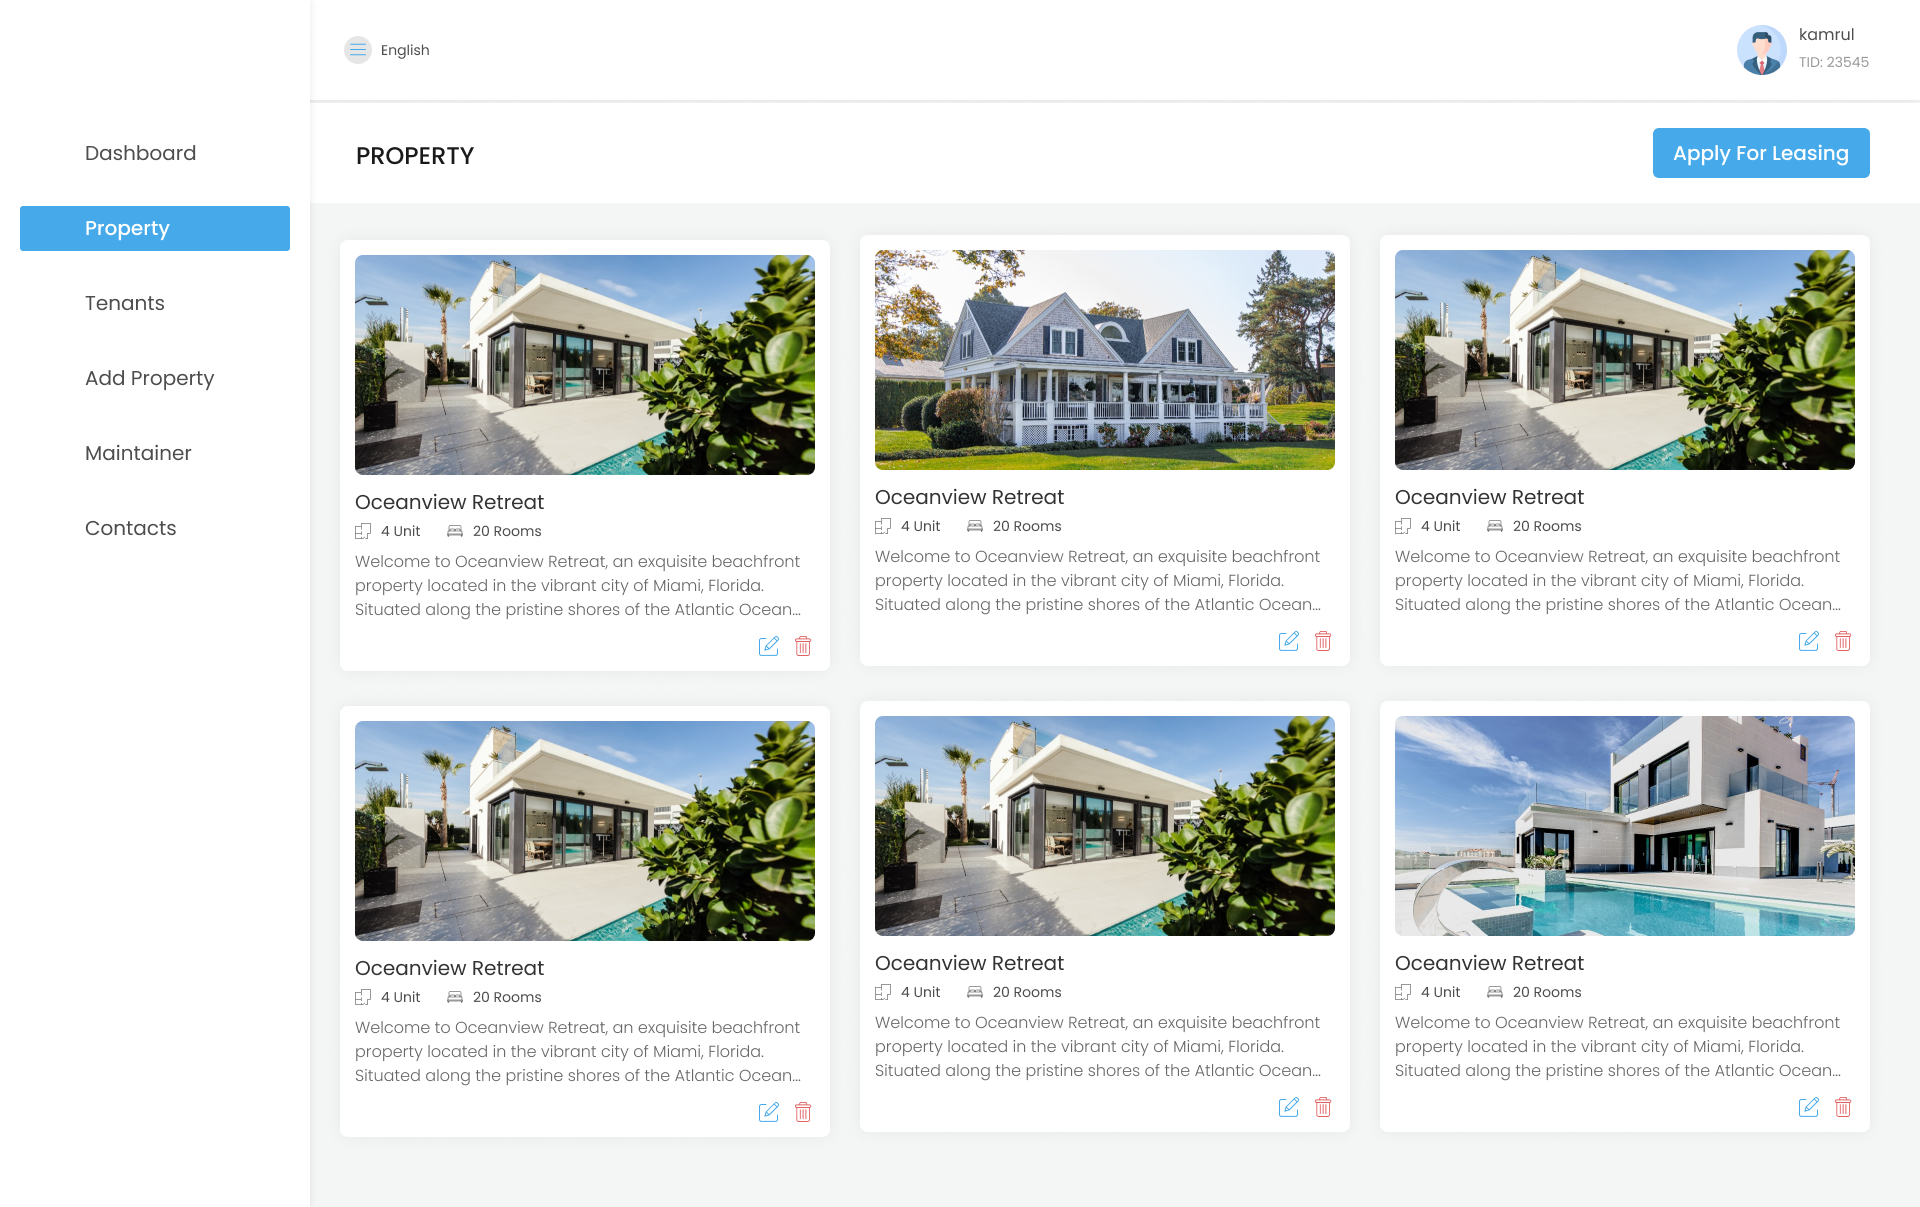 English
kamrul
TID: 23545
Dashboard
Property
Tenants
Add Property
Maintainer
Contacts
PROPERTY
Apply For Leasing
Oceanview Retreat
4 Unit 20 Rooms
Welcome to Oceanview Retreat, an exquisite beachfront
property located in the vibrant city of Miami, Florida.
Situated along the pristine shores of the Atlantic Ocean...
Oceanview Retreat
4 Unit 20 Rooms
Welcome to Oceanview Retreat, an exquisite beachfront
property located in the vibrant city of Miami, Florida.
Situated along the pristine shores of the Atlantic Ocean...
Oceanview Retreat
4 Unit 20 Rooms
Welcome to Oceanview Retreat, an exquisite beachfront
property located in the vibrant city of Miami, Florida.
Situated along the pristine shores of the Atlantic Ocean...
Oceanview Retreat
4 Unit 20 Rooms
Welcome to Oceanview Retreat, an exquisite beachfront
property located in the vibrant city of Miami, Florida.
Situated along the pristine shores of the Atlantic Ocean...
Oceanview Retreat
4 Unit 20 Rooms
Welcome to Oceanview Retreat, an exquisite beachfront
property located in the vibrant city of Miami, Florida.
Situated along the pristine shores of the Atlantic Ocean...
Oceanview Retreat
4 Unit 20 Rooms
Welcome to Oceanview Retreat, an exquisite beachfront
property located in the vibrant city of Miami, Florida.
Situated along the pristine shores of the Atlantic Ocean...